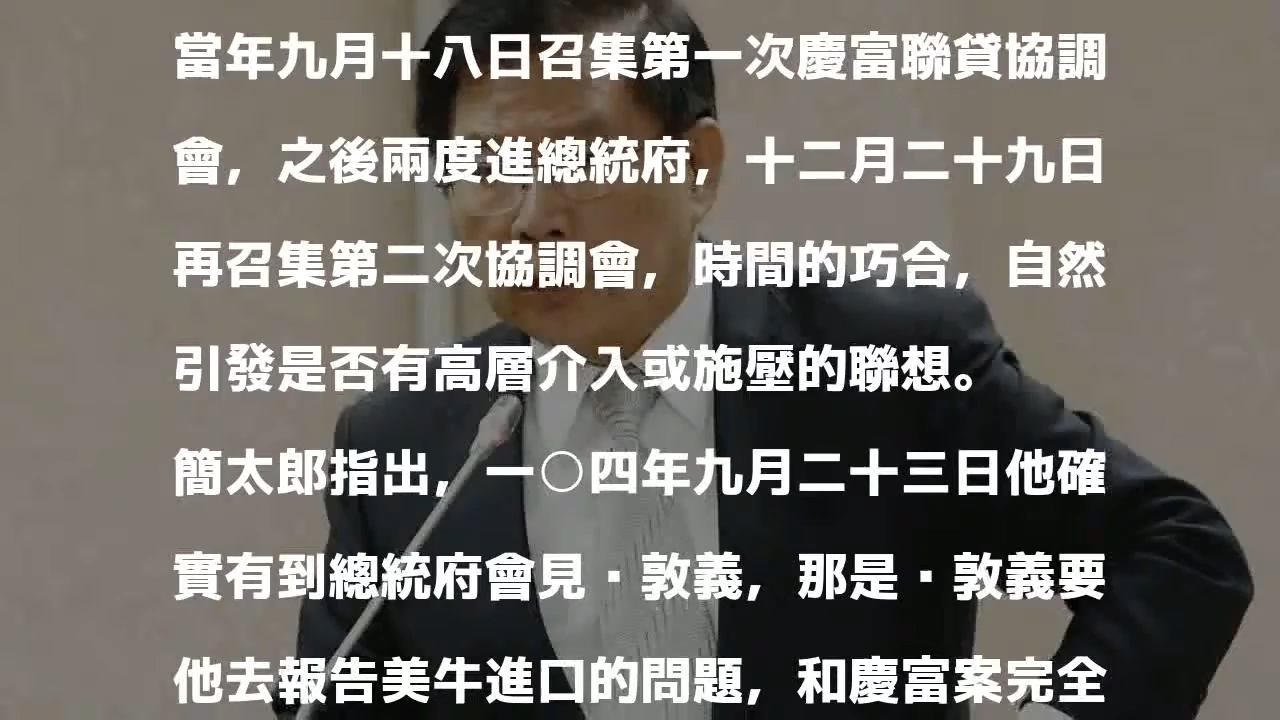 當年九月十八日召集第一次慶富聯貸協調
會，之後兩度進總統府，十二月二十九日
再召集第二次協調會，時間的巧合，自然
引發是否有高層介入或施壓的聯想。
簡太郎指出，一○四年九月二十三日他確
實有到總統府會見·敦義，那是·敦義要
他去報告美牛進口的問題，和慶富案完全